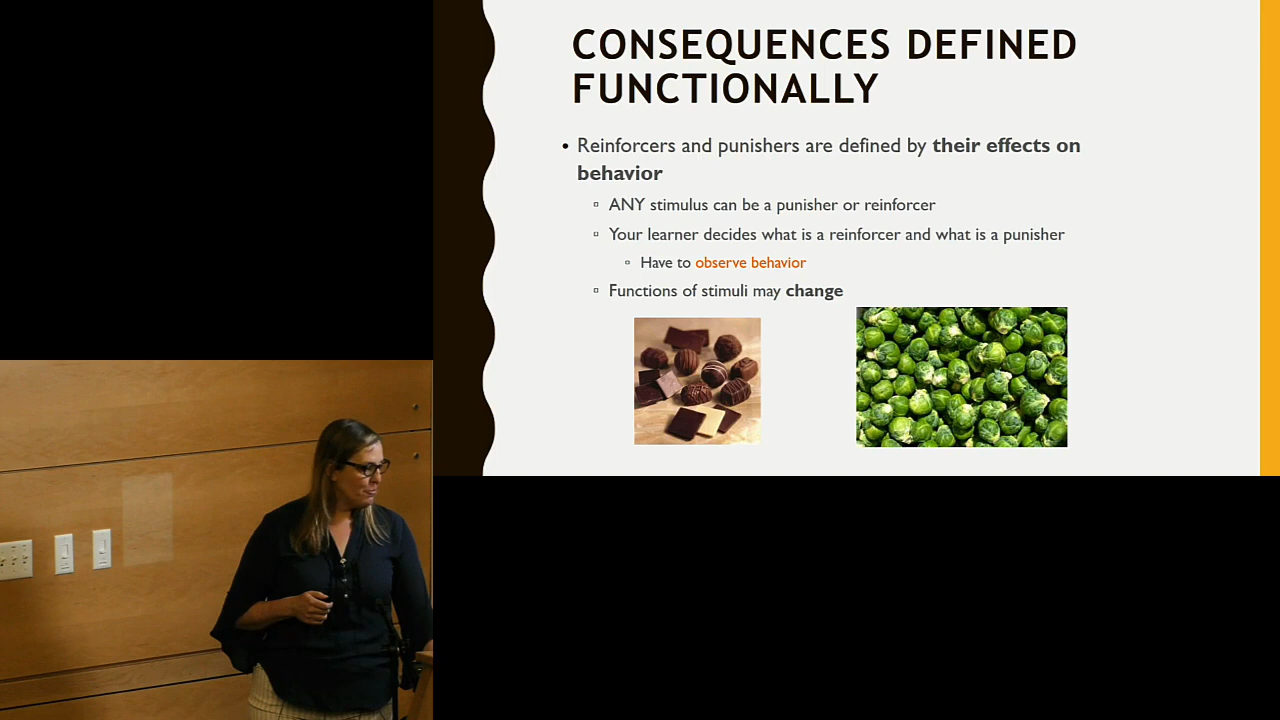 CONSEQUENCES DEFINED
FUNCTIONALLY
• Reinforcers and punishers are defined by their effects on
behavior
▫ ANY stimulus can be a punisher or reinforcer
▫ Your learner decides what is a reinforcer and what is a punisher
▫ Have to observe behavior
▫ Functions of stimuli may change